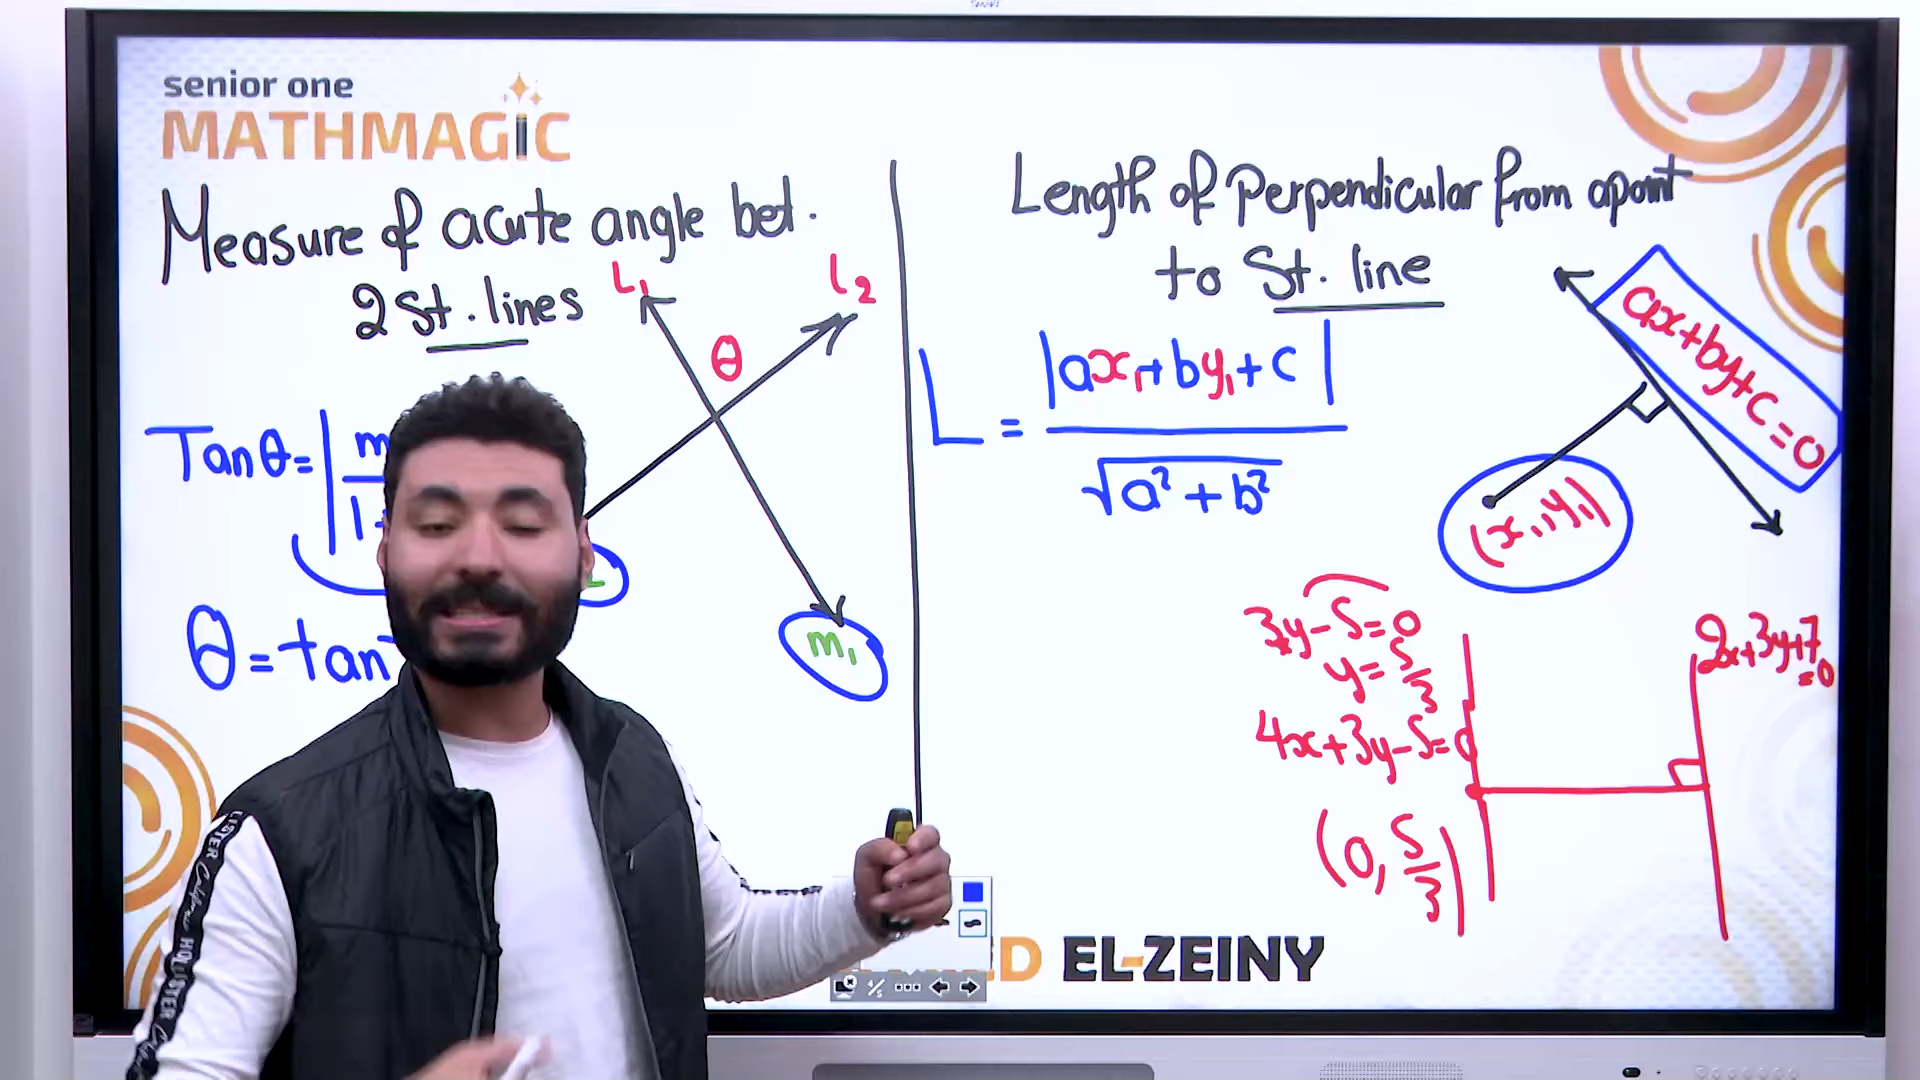 senior one
MATHMAGIC
Measure of acute angle bet.
2 St. lines
L₁
L₂
θ
Tanθ=
θ=tan⁻
m₁
Length of Perpendicular from a point
to St. line
L = |ax₁+by₁+c| / √a²+b²
ax+by+c=0
(x₁,y₁)
3y-5=0
y=5/3
4x+3y-5=0
(0, 5/3)
2x+3y+7
=0
EL-ZEINY